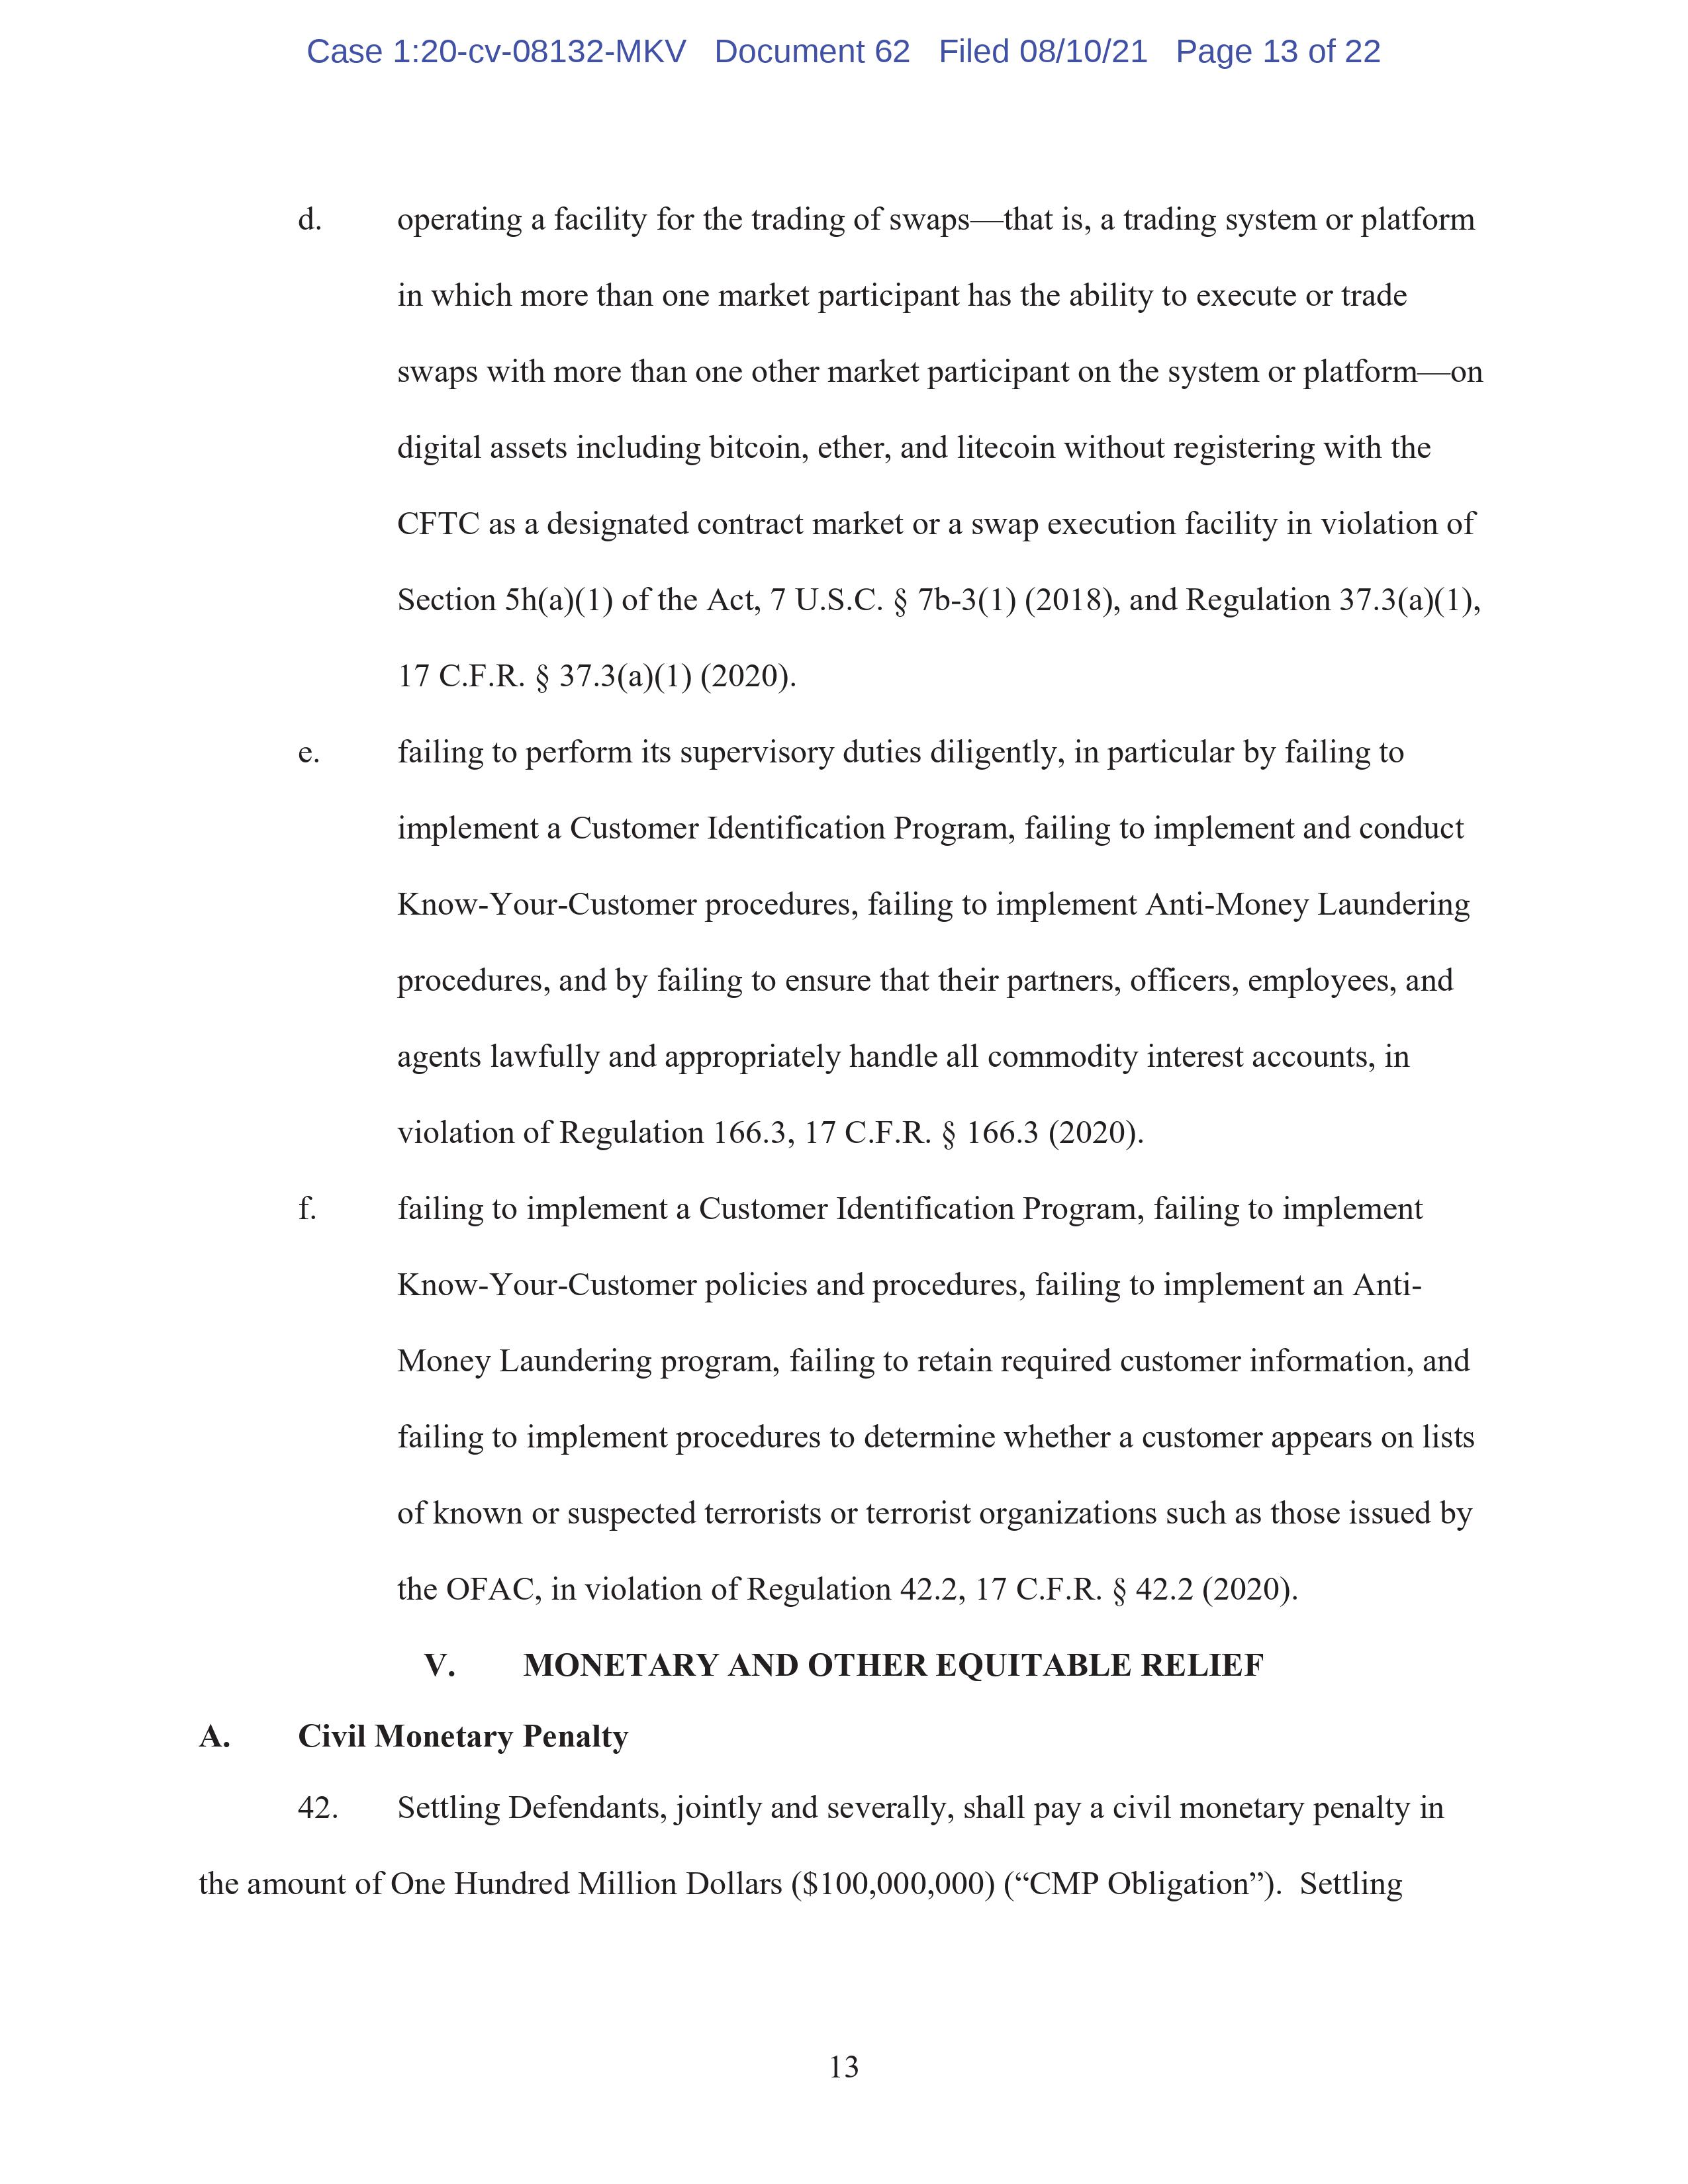 Case 1:20-cv-08132-MKV Document 62 Filed 08/10/21 Page 13 of 22
d. operating a facility for the trading of swaps—that is, a trading system or platform
in which more than one market participant has the ability to execute or trade
swaps with more than one other market participant on the system or platform—on
digital assets including bitcoin, ether, and litecoin without registering with the
CFTC as a designated contract market or a swap execution facility in violation of
Section 5h(a)(1) of the Act, 7 U.S.C. § 7b-3(1) (2018), and Regulation 37.3(a)(1),
17 C.F.R. § 37.3(a)(1) (2020).
e. failing to perform its supervisory duties diligently, in particular by failing to
implement a Customer Identification Program, failing to implement and conduct
Know-Your-Customer procedures, failing to implement Anti-Money Laundering
procedures, and by failing to ensure that their partners, officers, employees, and
agents lawfully and appropriately handle all commodity interest accounts, in
violation of Regulation 166.3, 17 C.F.R. § 166.3 (2020).
f. failing to implement a Customer Identification Program, failing to implement
Know-Your-Customer policies and procedures, failing to implement an Anti-
Money Laundering program, failing to retain required customer information, and
failing to implement procedures to determine whether a customer appears on lists
of known or suspected terrorists or terrorist organizations such as those issued by
the OFAC, in violation of Regulation 42.2, 17 C.F.R. § 42.2 (2020).
V. MONETARY AND OTHER EQUITABLE RELIEF
A. Civil Monetary Penalty
42. Settling Defendants, jointly and severally, shall pay a civil monetary penalty in
the amount of One Hundred Million Dollars ($100,000,000) (“CMP Obligation”). Settling
13